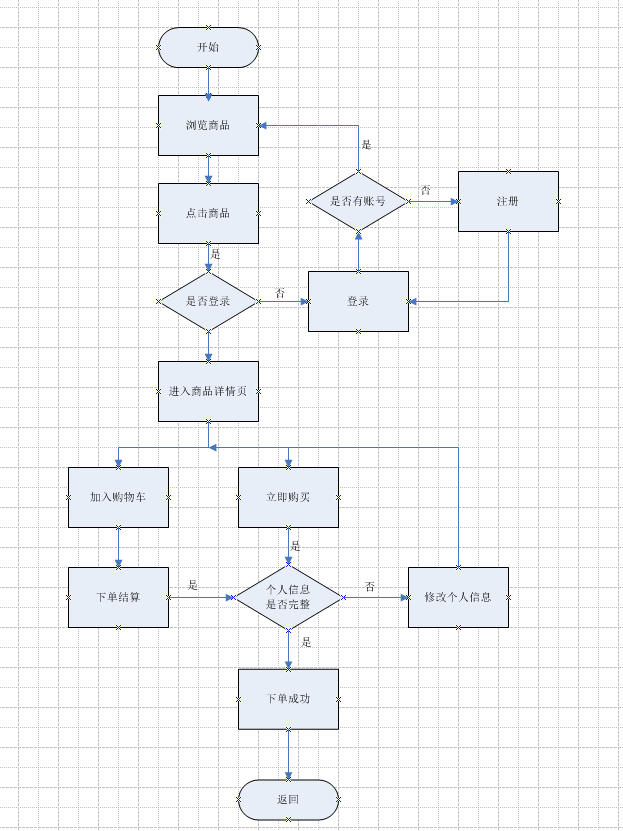 开始
浏览商品
是
点击商品
是否有账号
否
注册
是
是否登录
否
登录
进入商品详情页
加入购物车
立即购买
是
下单结算
是
个人信息
是否完整
否
修改个人信息
是
下单成功
返回